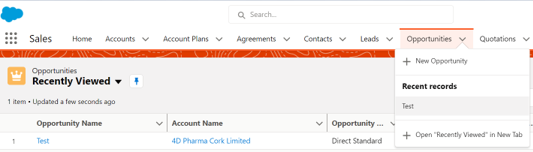 Search...
Sales Home Accounts Account Plans Agreements Contacts Leads Opportunities Quotations
+ New Opportunity
Recent records
Test
+ Open "Recently Viewed" in New Tab
Opportunities
Recently Viewed
1 item • Updated a few seconds ago
Opportunity Name Account Name Opportunity ...
1 Test 4D Pharma Cork Limited Direct Standard